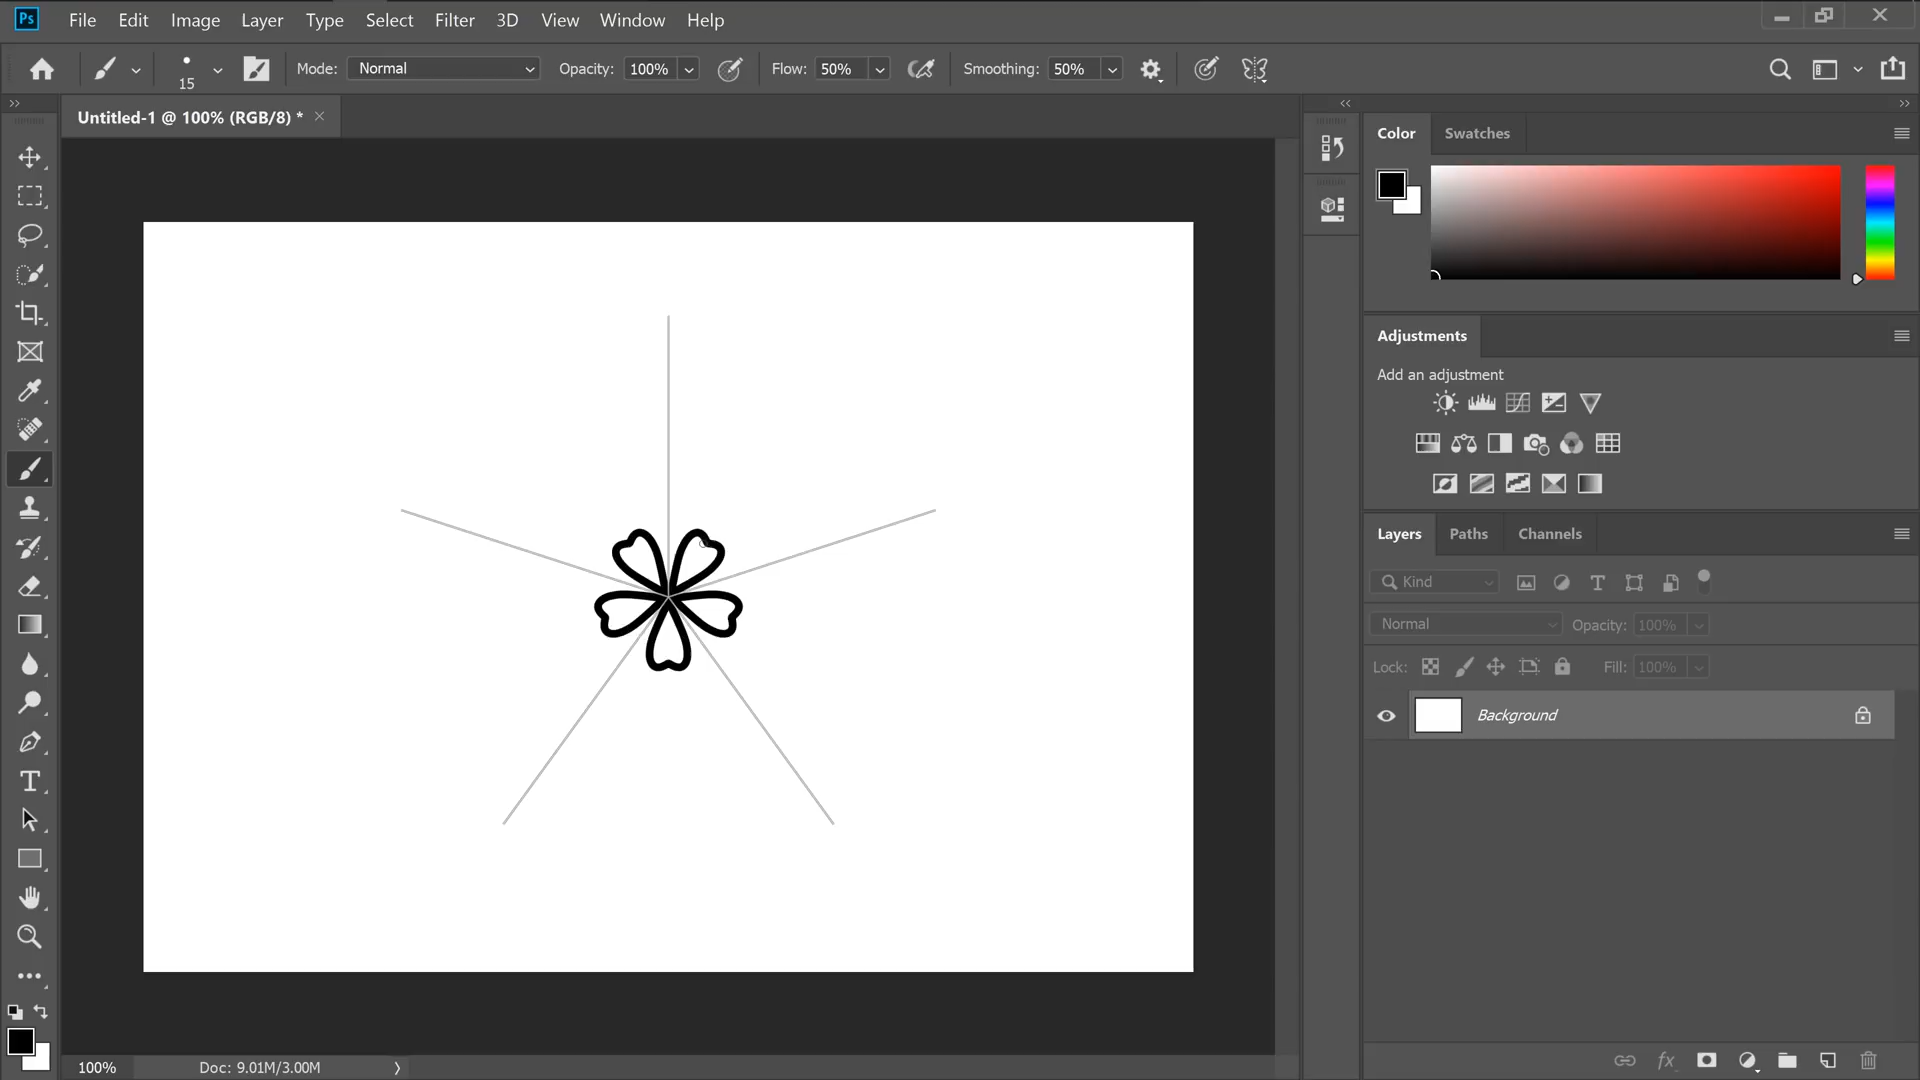 Ps File Edit Image Layer Type Select Filter 3D View Window Help
15 Mode: Normal Opacity: 100% Flow: 50% Smoothing: 50%
Untitled-1 @ 100% (RGB/8) *
Color Swatches
Adjustments
Add an adjustment
Layers Paths Channels
Kind
Normal Opacity: 100%
Lock: Fill: 100%
Background
100% Doc: 9.01M/3.00M